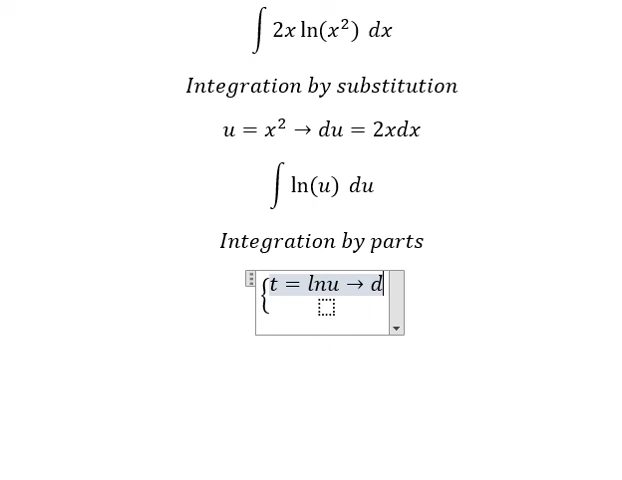 ∫ 2x ln(x²) dx
Integration by substitution
u = x² → du = 2xdx
∫ ln(u) du
Integration by parts
{t = lnu → d